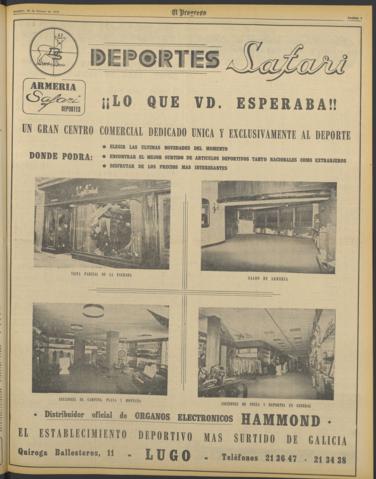 El Progreso
DEPORTES Safari
ARMERIA
Safari
DEPORTES
¡¡LO QUE VD. ESPERABA!!
UN GRAN CENTRO COMERCIAL DEDICADO UNICA Y EXCLUSIVAMENTE AL DEPORTE
DONDE PODRA:
● ELEGIR LAS ULTIMAS NOVEDADES DEL MOMENTO
● ENCONTRAR EL MEJOR SURTIDO DE ARTICULOS DEPORTIVOS TANTO NACIONALES COMO EXTRANJEROS
● DISFRUTAR DE LOS PRECIOS MAS INTERESANTES
VISTA PARCIAL DE LA FACHADA
SALON DE ARMERIA
SECCIONES DE CAMPING, PLAYA Y MONTAÑA
SECCIONES DE PESCA Y DEPORTES EN GENERAL
· Distribuidor oficial de ORGANOS ELECTRONICOS HAMMOND ·
EL ESTABLECIMIENTO DEPORTIVO MAS SURTIDO DE GALICIA
Quiroga Ballesteros, 11 - LUGO - Teléfonos 21 26 47 - 21 34 38